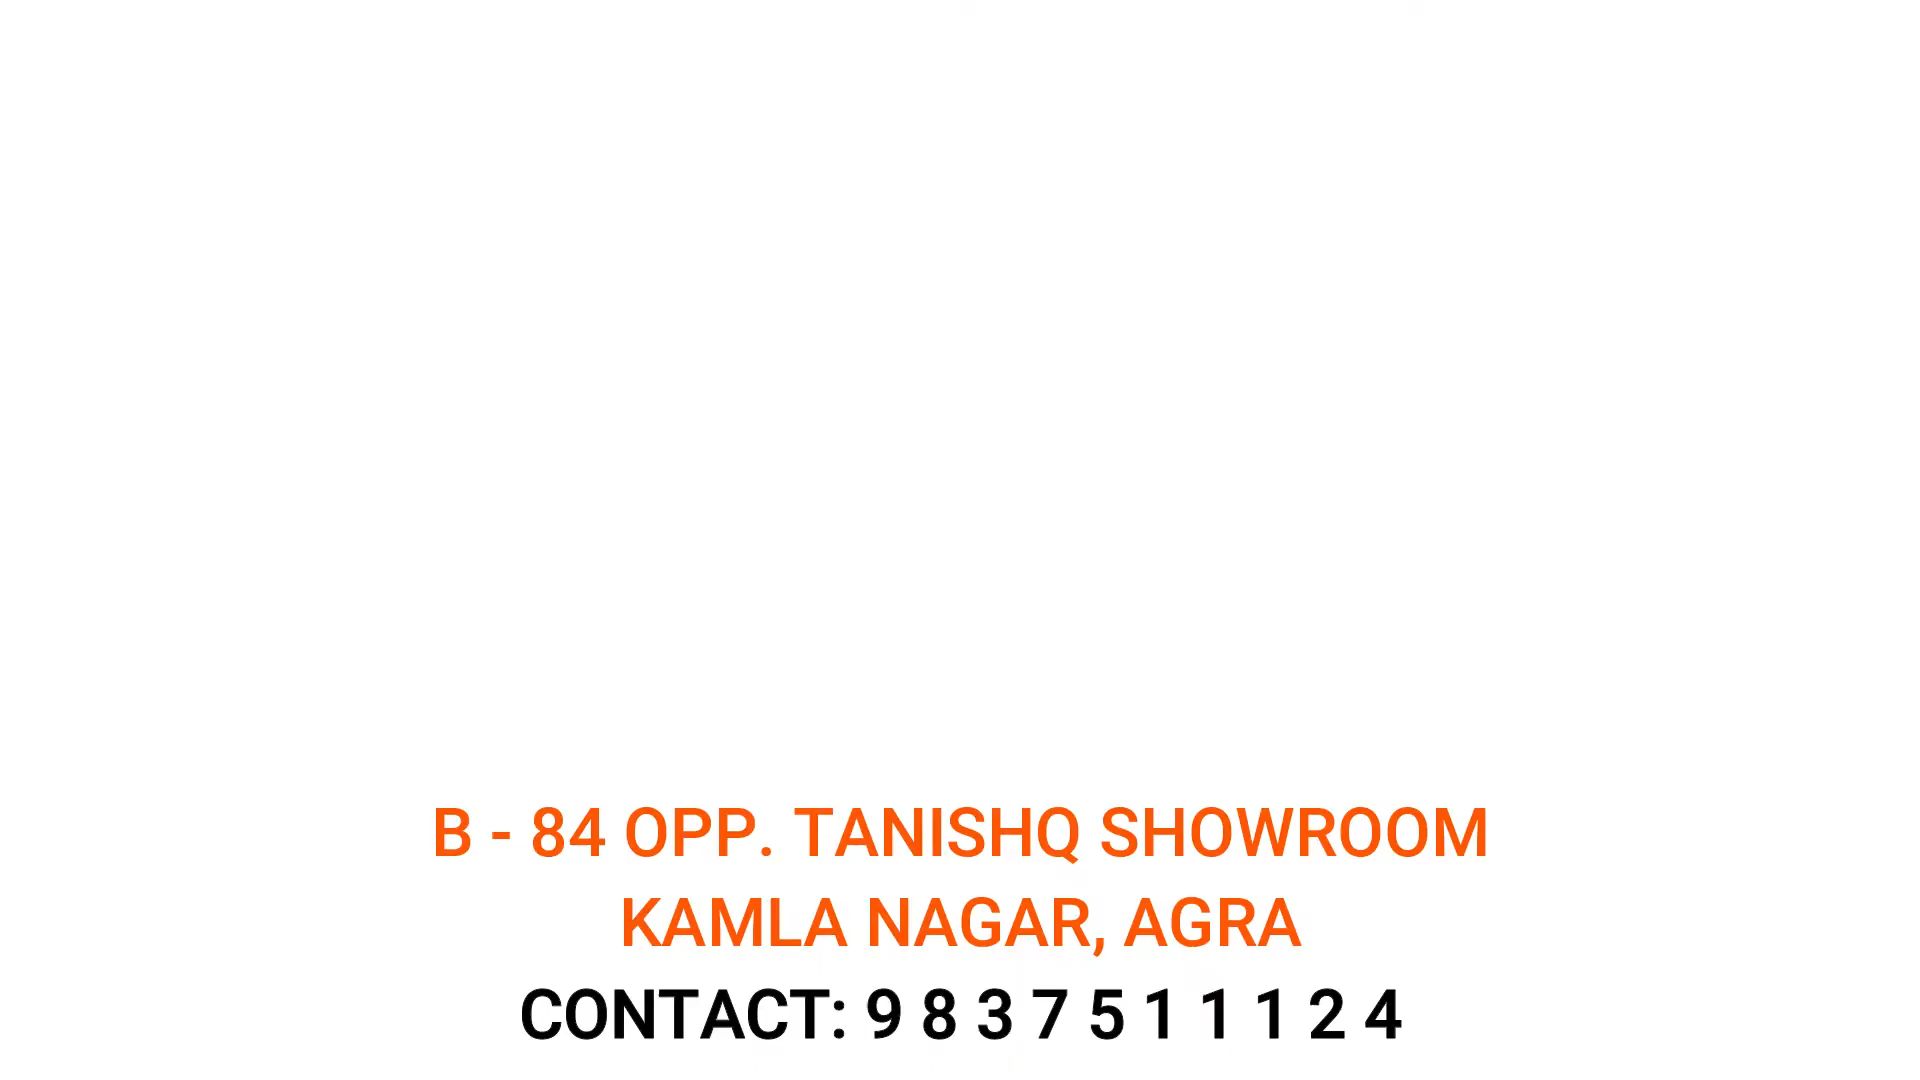 B - 84 OPP. TANISHQ SHOWROOM
KAMLA NAGAR, AGRA
CONTACT: 9 8 3 7 5 1 1 1 2 4